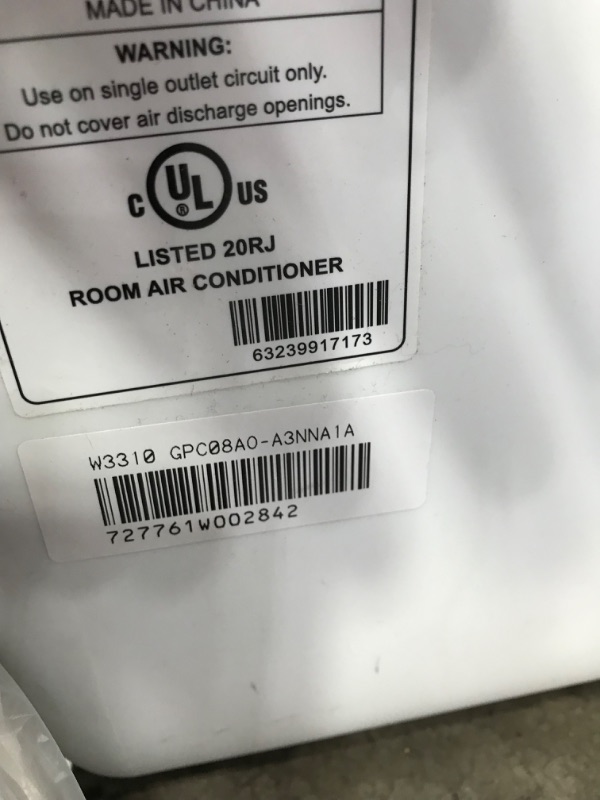 MADE IN CHINA
WARNING:
Use on single outlet circuit only.
Do not cover air discharge openings.
C UL® US
LISTED 20RJ
ROOM AIR CONDITIONER
63239917173
W3310 GPC08AO-A3NNA1A
727761W002842